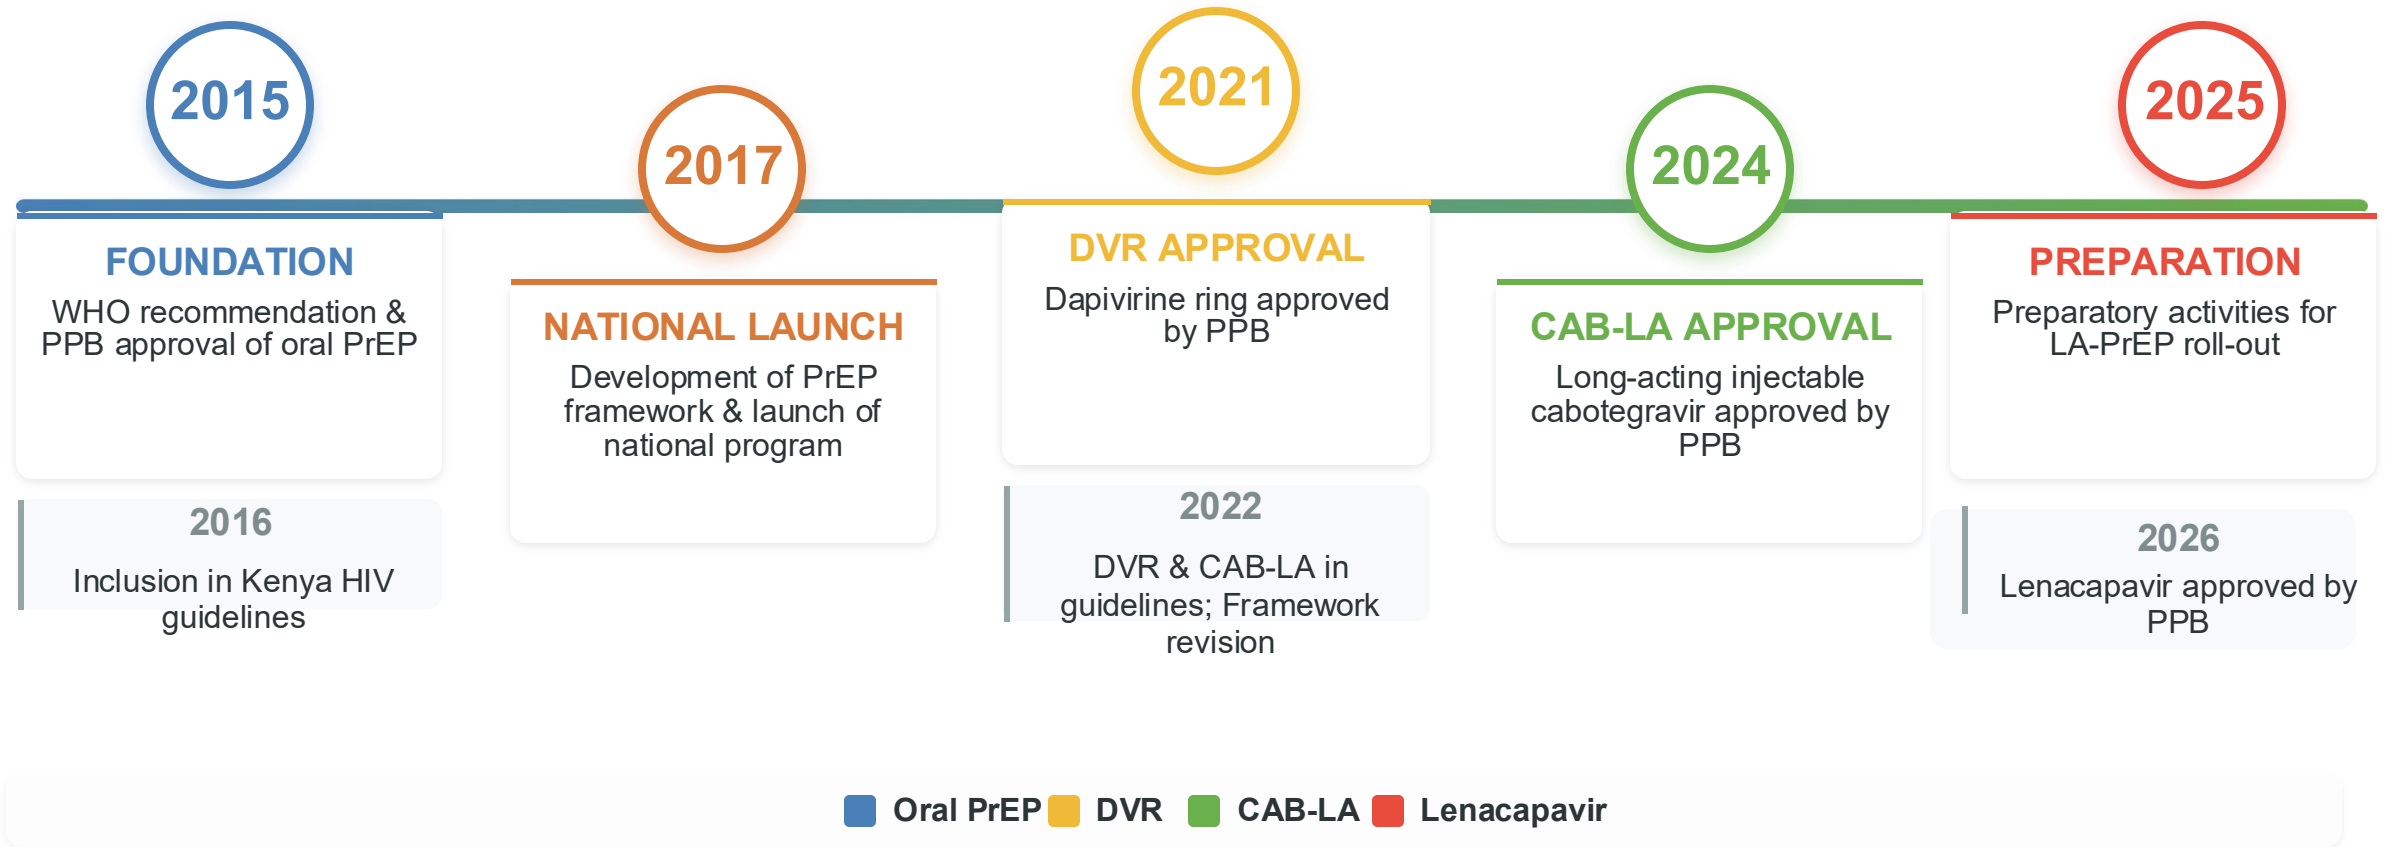 2015
FOUNDATION
WHO recommendation &
PPB approval of oral PrEP
2016
Inclusion in Kenya HIV
guidelines
2017
NATIONAL LAUNCH
Development of PrEP
framework & launch of
national program
2021
DVR APPROVAL
Dapivirine ring approved
by PPB
2022
DVR & CAB-LA in
guidelines; Framework
revision
2024
CAB-LA APPROVAL
Long-acting injectable
cabotegravir approved by
PPB
2025
PREPARATION
Preparatory activities for
LA-PrEP roll-out
2026
Lenacapavir approved by
PPB
Oral PrEP DVR CAB-LA Lenacapavir